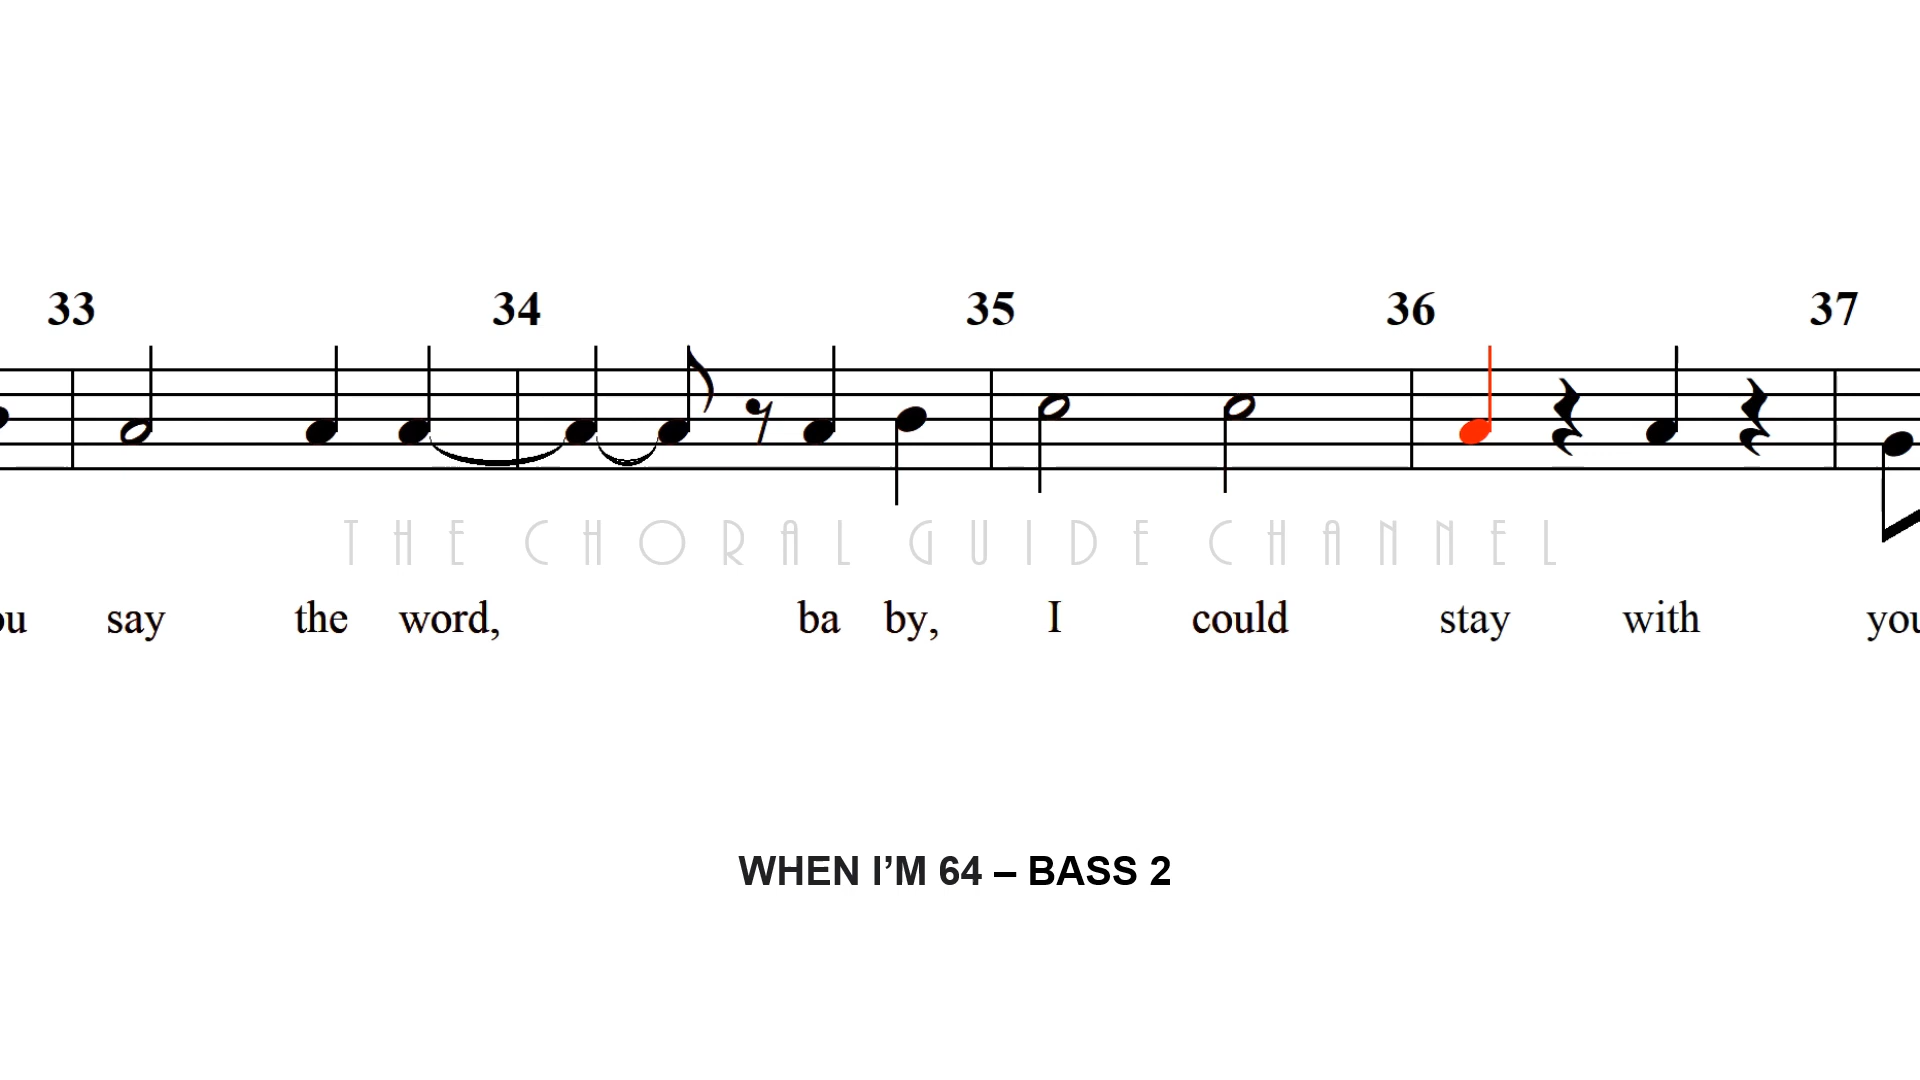 33 34 35 36 37
THE CHORAL GUIDE CHANNEL
say the word, ba by, I could stay with
WHEN I’M 64 – BASS 2